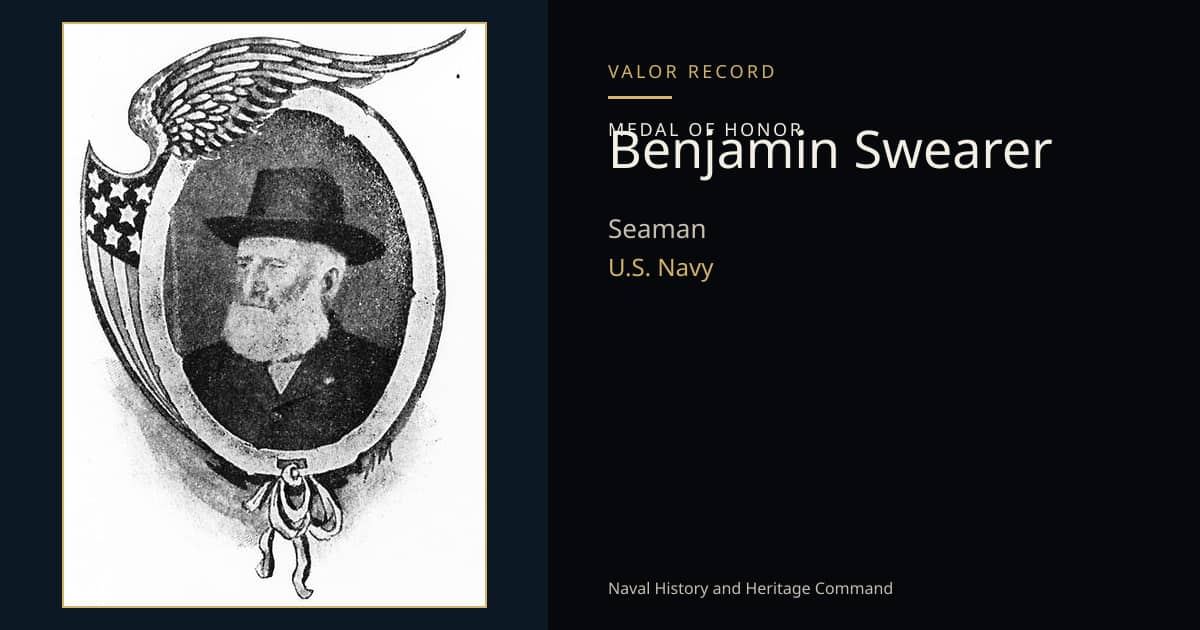 VALOR RECORD
MEDAL OF HONOR
Benjamin Swearer
Seaman
U.S. Navy
Naval History and Heritage Command